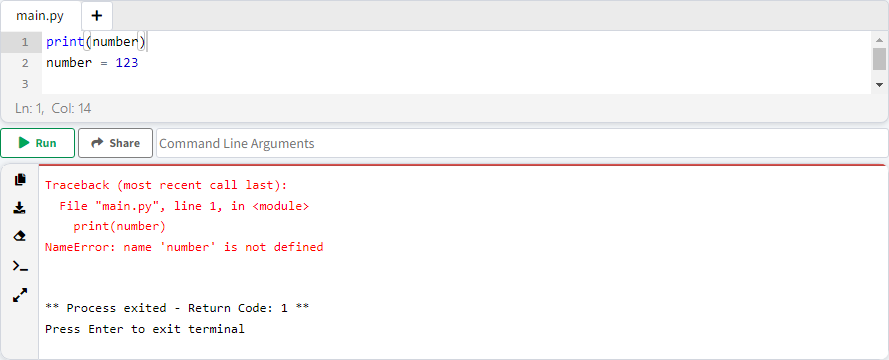 main.py +
1 print(number)
2 number = 123
3
Ln: 1, Col: 14
Run Share Command Line Arguments
Traceback (most recent call last):
  File "main.py", line 1, in <module>
    print(number)
NameError: name 'number' is not defined
** Process exited - Return Code: 1 **
Press Enter to exit terminal